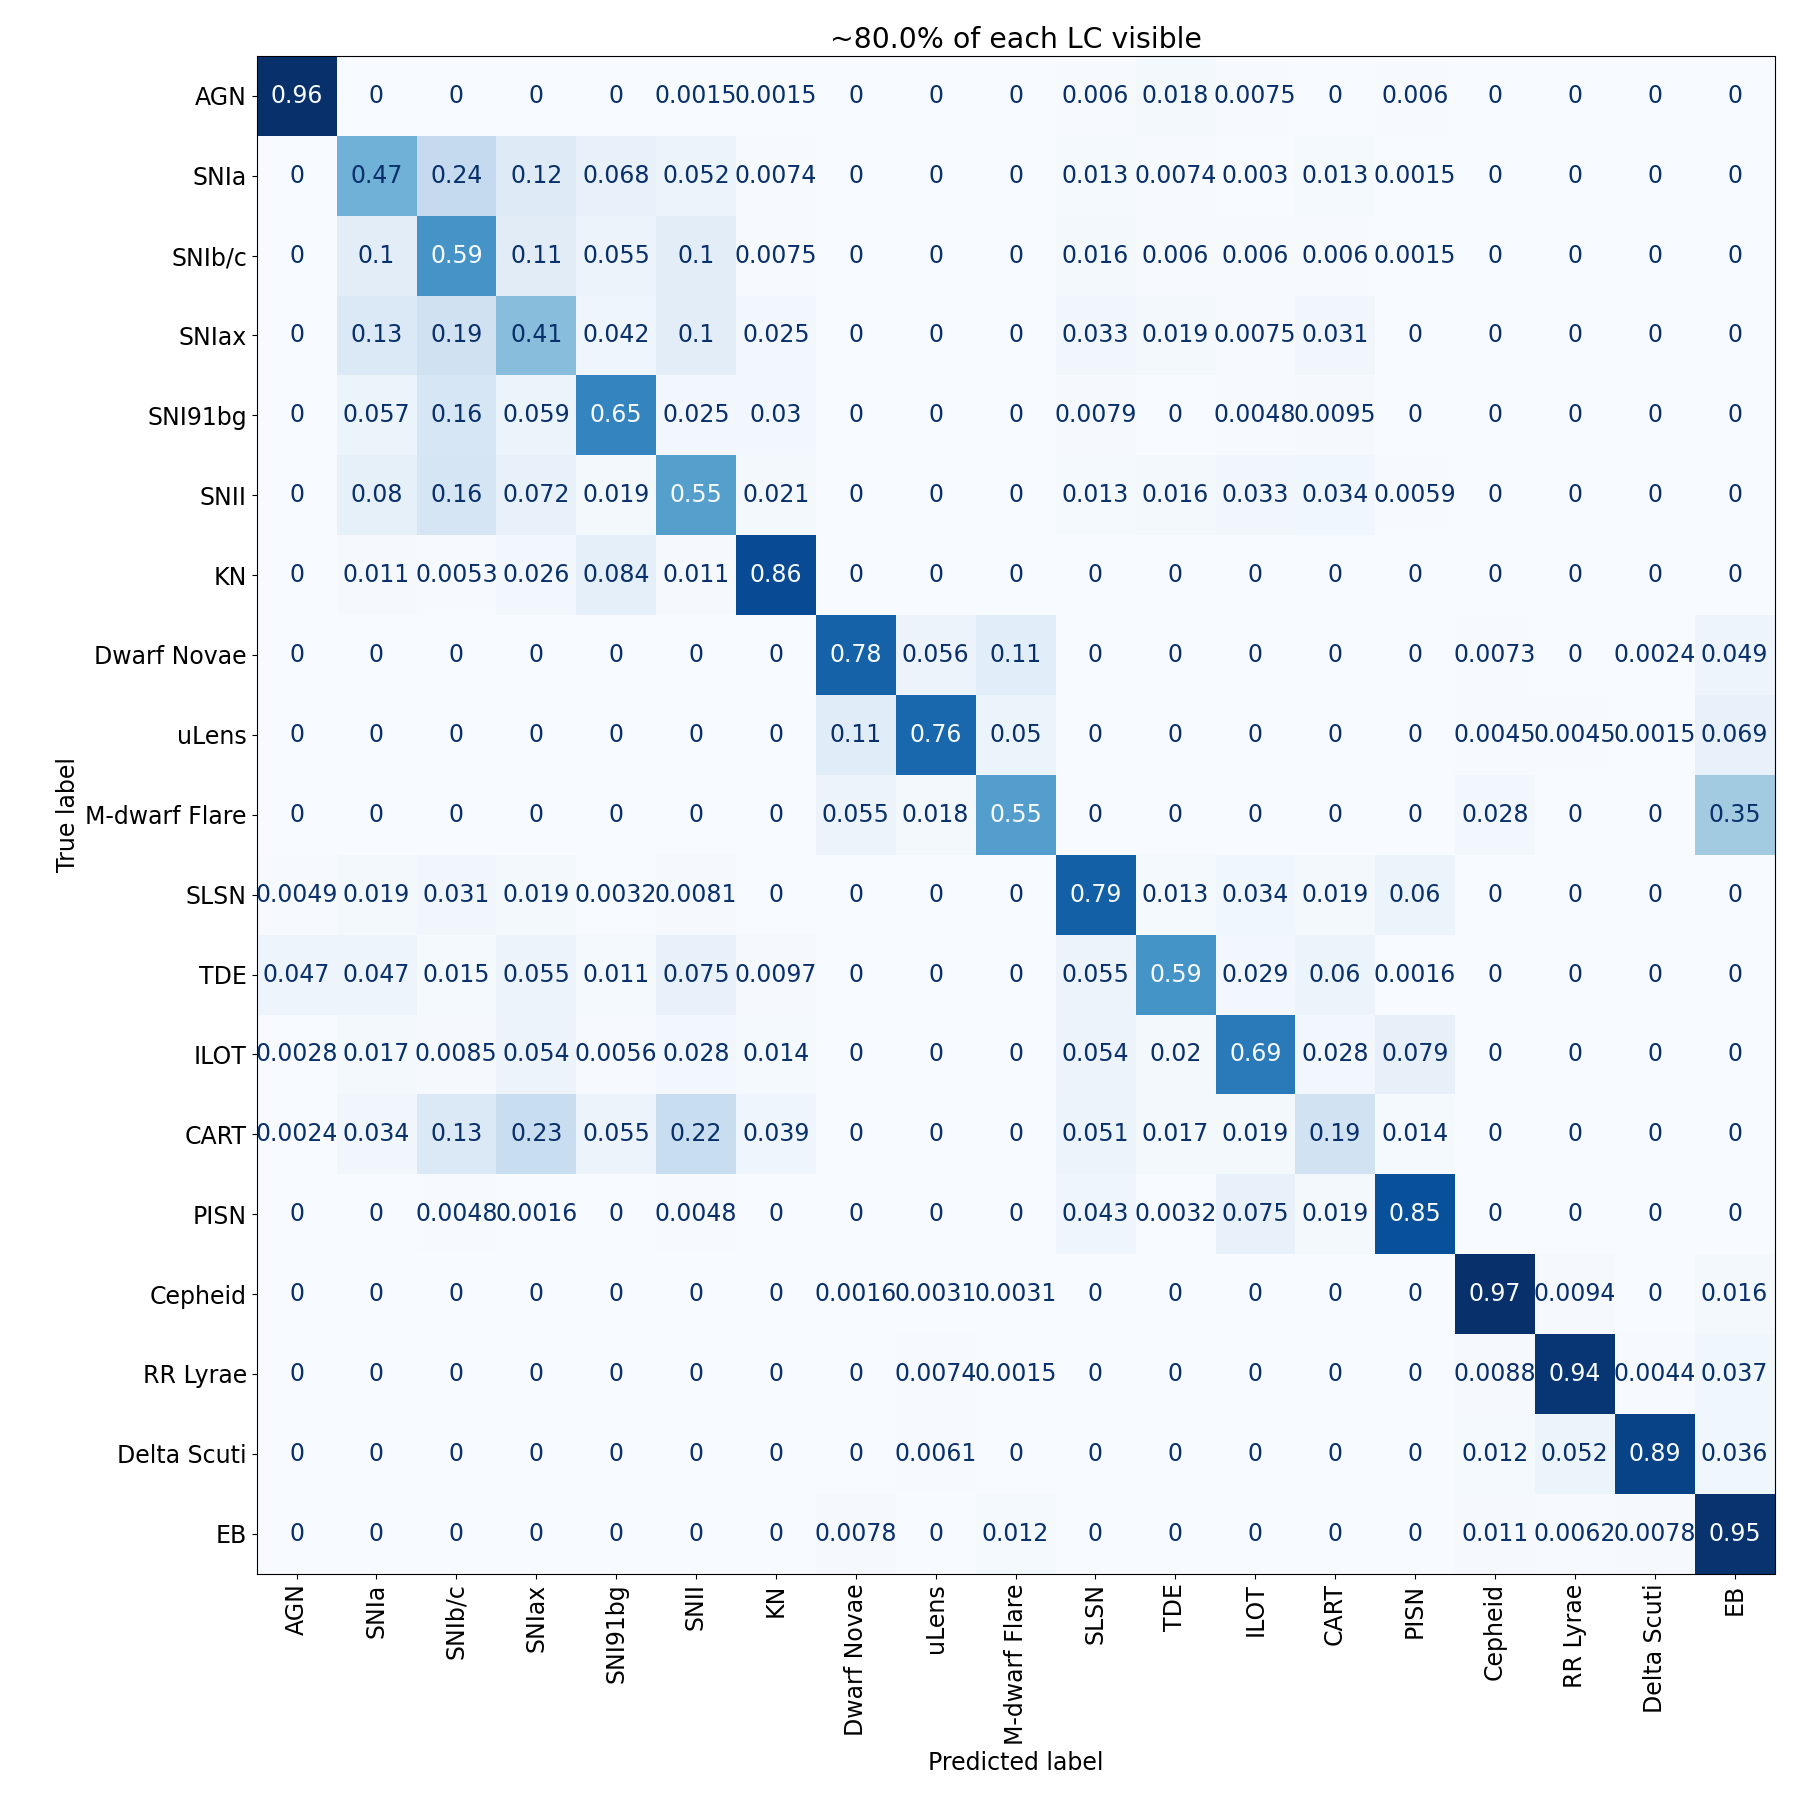 ~80.0% of each LC visible
AGN 0.96 0 0 0 0 0.0015 0.0015 0 0 0 0.006 0.018 0.0075 0 0.006 0 0 0 0
SNIa 0 0.47 0.24 0.12 0.068 0.052 0.0074 0 0 0 0.013 0.0074 0.003 0.013 0.0015 0 0 0 0
SNIb/c 0 0.1 0.59 0.11 0.055 0.1 0.0075 0 0 0 0.016 0.006 0.006 0.006 0.0015 0 0 0 0
SNIax 0 0.13 0.19 0.41 0.042 0.1 0.025 0 0 0 0.033 0.019 0.0075 0.031 0 0 0 0 0
SNI91bg 0 0.057 0.16 0.059 0.65 0.025 0.03 0 0 0 0.0079 0 0.0048 0.0095 0 0 0 0 0
SNII 0 0.08 0.16 0.072 0.019 0.55 0.021 0 0 0 0.013 0.016 0.033 0.034 0.0059 0 0 0 0
KN 0 0.011 0.0053 0.026 0.084 0.011 0.86 0 0 0 0 0 0 0 0 0 0 0 0
Dwarf Novae 0 0 0 0 0 0 0 0.78 0.056 0.11 0 0 0 0 0 0.0073 0 0.0024 0.049
uLens 0 0 0 0 0 0 0 0.11 0.76 0.05 0 0 0 0 0 0.0045 0.0045 0.0015 0.069
M-dwarf Flare 0 0 0 0 0 0 0 0.055 0.018 0.55 0 0 0 0 0 0.028 0 0 0.35
SLSN 0.0049 0.019 0.031 0.019 0.0032 0.0081 0 0 0 0 0.79 0.013 0.034 0.019 0.06 0 0 0 0
TDE 0.047 0.047 0.015 0.055 0.011 0.075 0.0097 0 0 0 0.055 0.59 0.029 0.06 0.0016 0 0 0 0
ILOT 0.0028 0.017 0.0085 0.054 0.0056 0.028 0.014 0 0 0 0.054 0.02 0.69 0.028 0.079 0 0 0 0
CART 0.0024 0.034 0.13 0.23 0.055 0.22 0.039 0 0 0 0.051 0.017 0.019 0.19 0.014 0 0 0 0
PISN 0 0 0.0048 0.0016 0 0.0048 0 0 0 0 0.043 0.0032 0.075 0.019 0.85 0 0 0 0
Cepheid 0 0 0 0 0 0 0 0.0016 0.0031 0.0031 0 0 0 0 0 0.97 0.0094 0 0.016
RR Lyrae 0 0 0 0 0 0 0 0 0.0074 0.0015 0 0 0 0 0 0.0088 0.94 0.0044 0.037
Delta Scuti 0 0 0 0 0 0 0 0 0.0061 0 0 0 0 0 0 0.012 0.052 0.89 0.036
EB 0 0 0 0 0 0 0 0.0078 0 0.012 0 0 0 0 0 0.011 0.0062 0.0078 0.95
True label
AGN SNIa SNIb/c SNIax SNI91bg SNII KN Dwarf Novae uLens M-dwarf Flare SLSN TDE ILOT CART PISN Cepheid RR Lyrae Delta Scuti EB
Predicted label